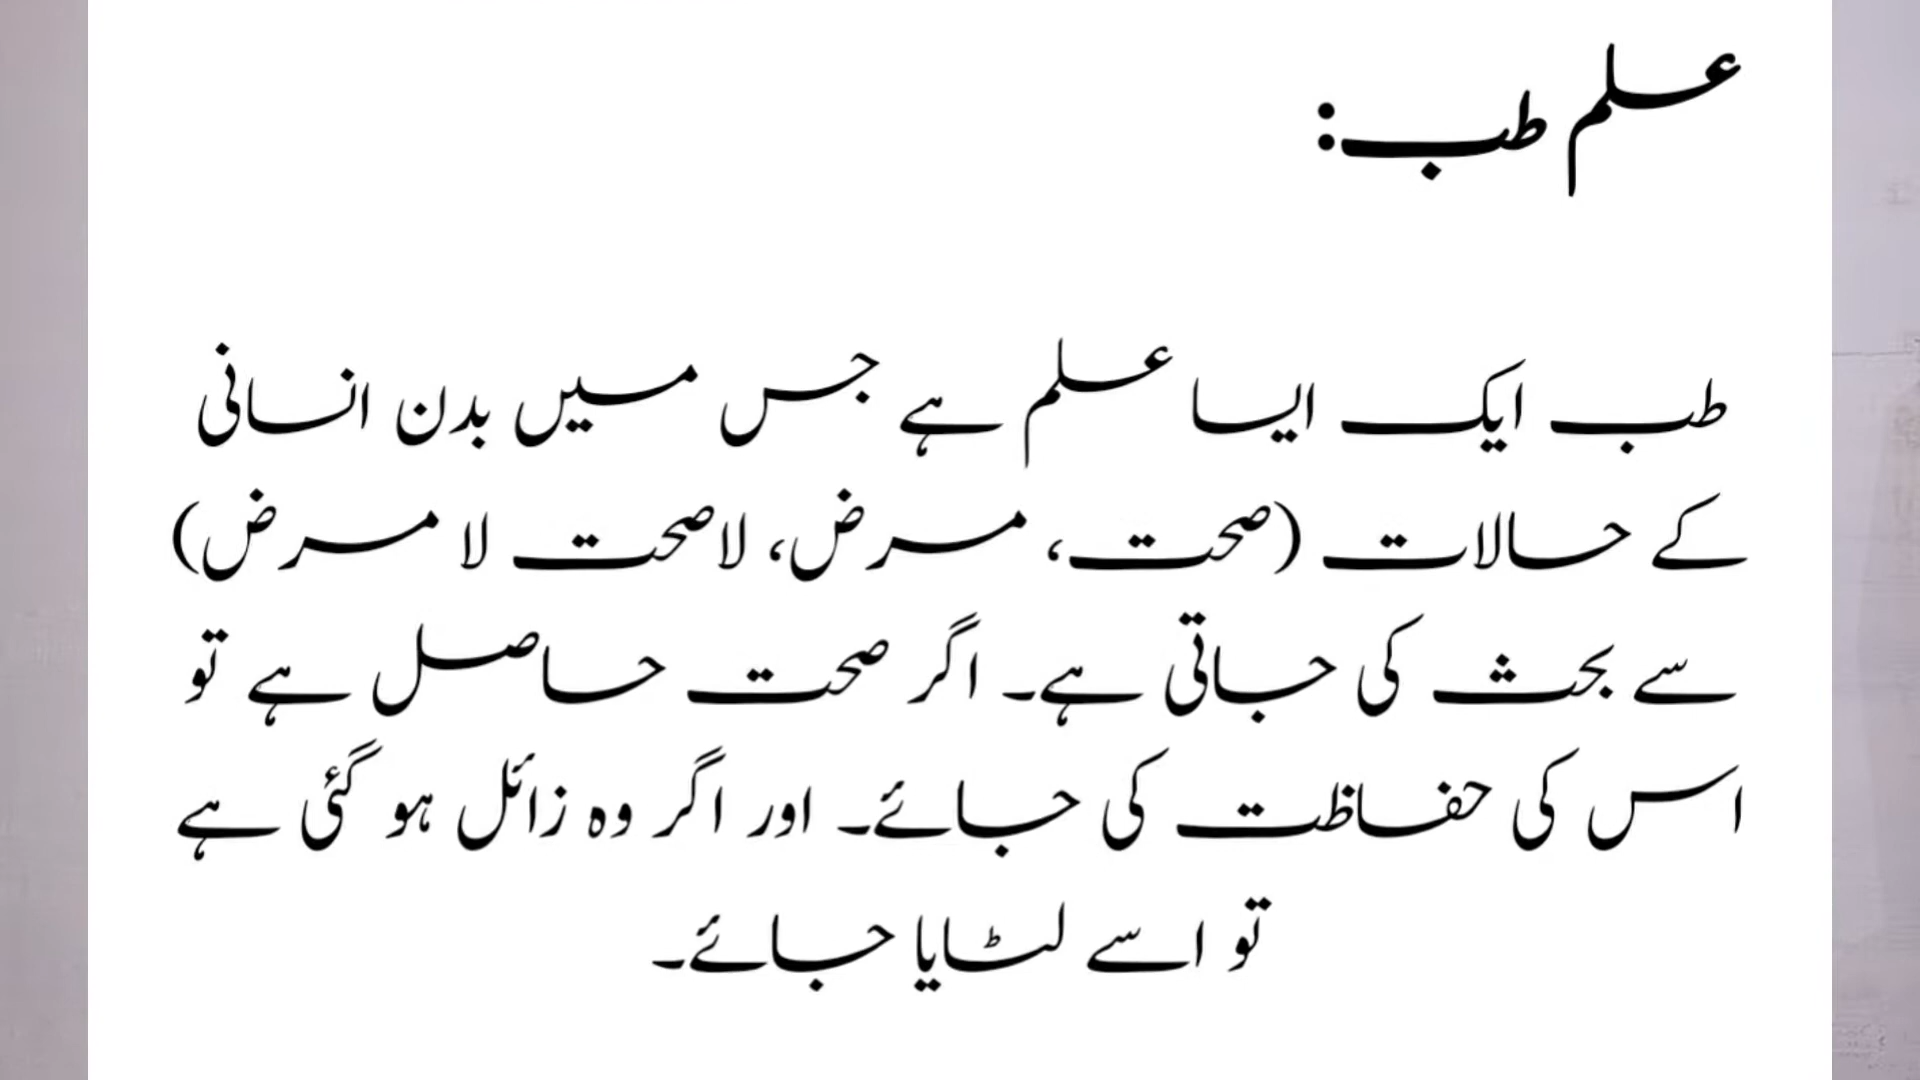 علم طب:
طب ایک ایسا علم ہے جس میں بدن انسانی
کے حالات (صحت، مرض، لاصحت لا مرض)
سے بحث کی جاتی ہے۔ اگر صحت حاصل ہے تو
اس کی حفاظت کی جائے۔ اور اگر وہ زائل ہو گئی ہے
تو اسے لٹایا جائے۔